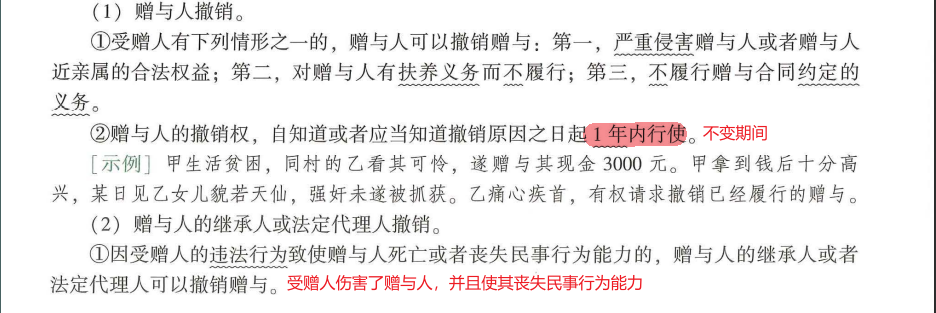 （1）赠与人撤销。
①受赠人有下列情形之一的，赠与人可以撤销赠与：第一，严重侵害赠与人或者赠与人
近亲属的合法权益；第二，对赠与人有扶养义务而不履行；第三，不履行赠与合同约定的
义务。
②赠与人的撤销权，自知道或者应当知道撤销原因之日起1年内行使。不变期间
［示例］甲生活贫困，同村的乙看其可怜，遂赠与其现金3000元。甲拿到钱后十分高
兴，某日见乙女儿貌若天仙，强奸未遂被抓获。乙痛心疾首，有权请求撤销已经履行的赠与。
（2）赠与人的继承人或法定代理人撤销。
①因受赠人的违法行为致使赠与人死亡或者丧失民事行为能力的，赠与人的继承人或者
法定代理人可以撤销赠与。受赠人伤害了赠与人，并且使其丧失民事行为能力